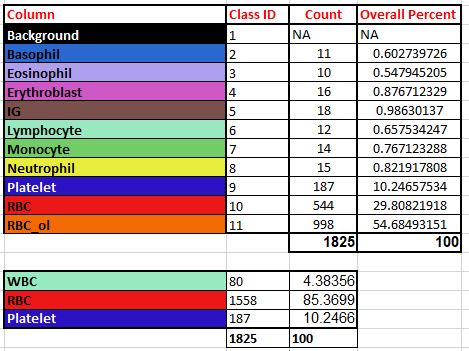 Column Class ID Count Overall Percent
Background 1 NA NA
Basophil 2 11 0.602739726
Eosinophil 3 10 0.547945205
Erythroblast 4 16 0.876712329
IG 5 18 0.98630137
Lymphocyte 6 12 0.657534247
Monocyte 7 14 0.767123288
Neutrophil 8 15 0.821917808
Platelet 9 187 10.24657534
RBC 10 544 29.80821918
RBC_ol 11 998 54.68493151
1825 100
WBC 80 4.38356
RBC 1558 85.3699
Platelet 187 10.2466
1825 100